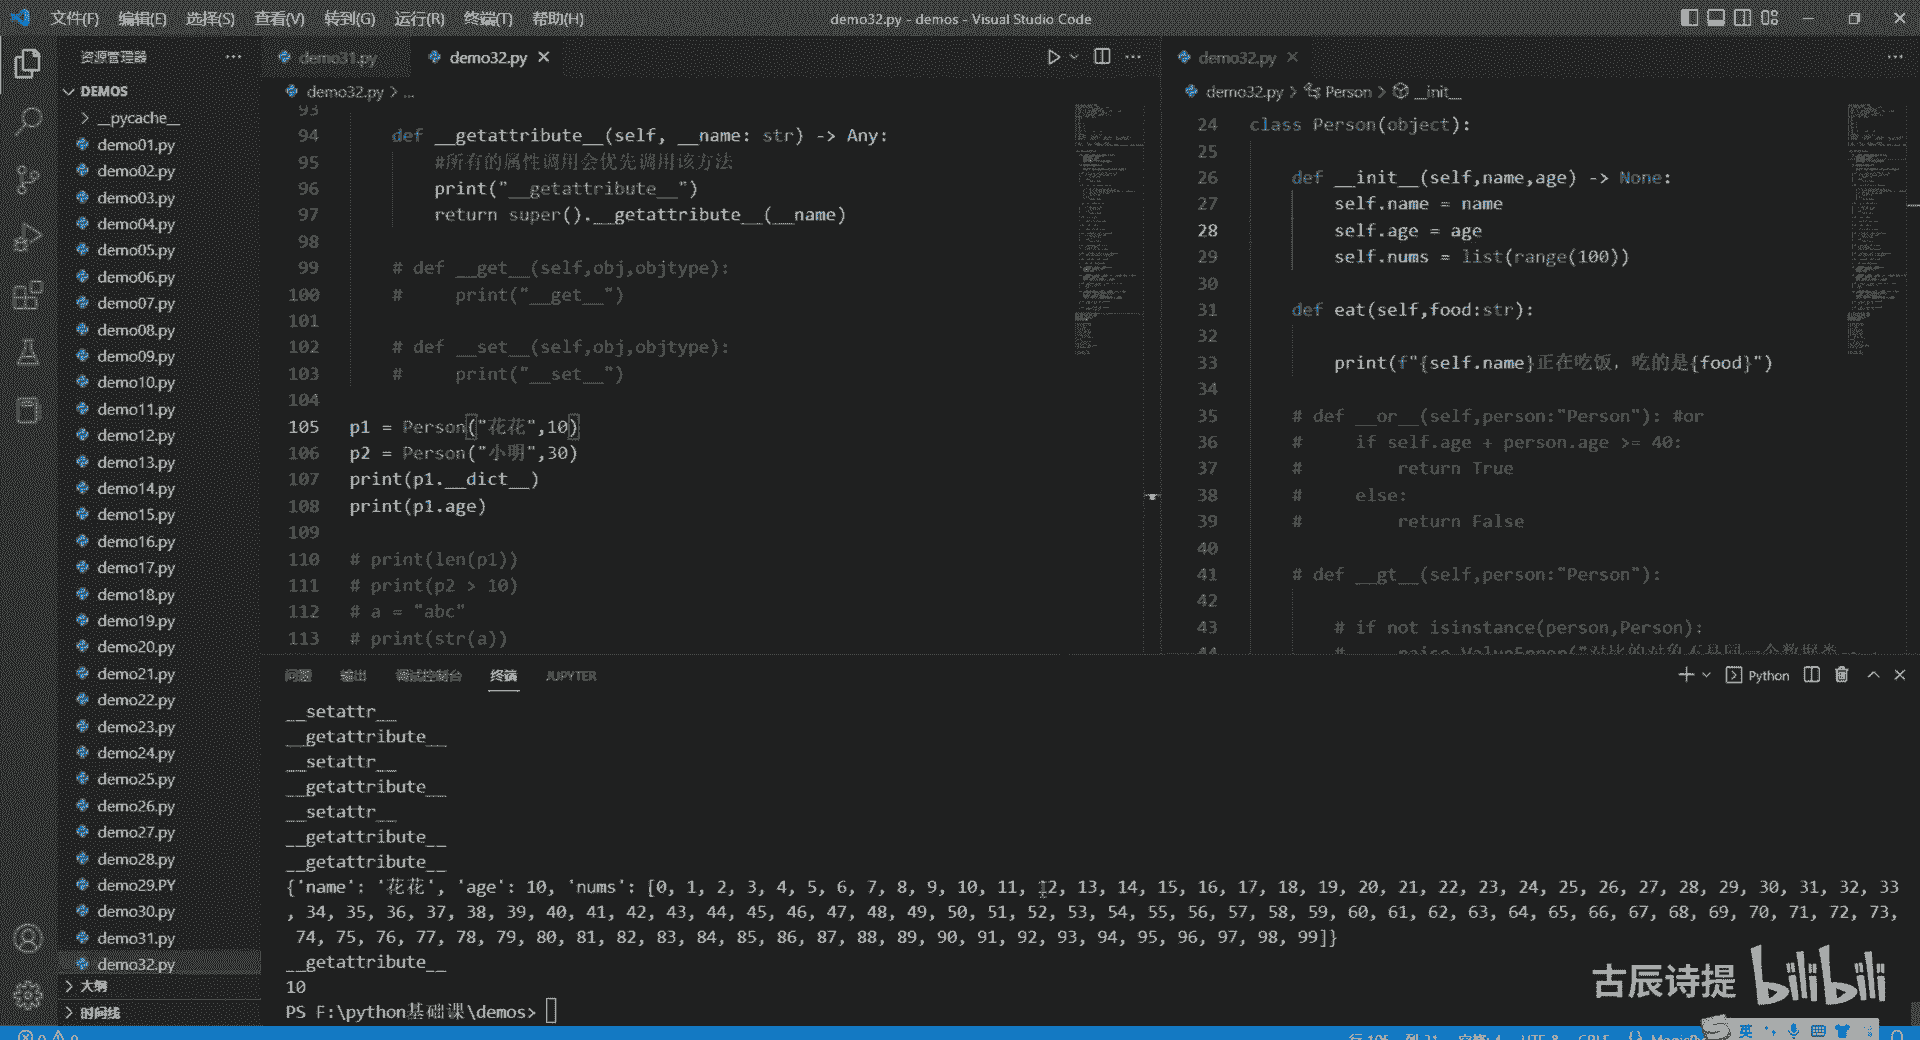 文件(F) 编辑(E) 选择(S) 查看(V) 转到(G) 运行(R) 终端(T) 帮助(H)
demo32.py - demos - Visual Studio Code
资源管理器
DEMOS
__pycache__
demo01.py
demo02.py
demo03.py
demo04.py
demo05.py
demo06.py
demo07.py
demo08.py
demo09.py
demo10.py
demo11.py
demo12.py
demo13.py
demo14.py
demo15.py
demo16.py
demo17.py
demo18.py
demo19.py
demo20.py
demo21.py
demo22.py
demo23.py
demo24.py
demo25.py
demo26.py
demo27.py
demo28.py
demo29.PY
demo30.py
demo31.py
demo32.py
大纲
时间线
demo31.py demo32.py
demo32.py > ...
93
94 def __getattribute__(self, __name: str) -> Any:
95 #所有的属性调用会优先调用该方法
96 print("__getattribute__")
97 return super().__getattribute__(__name)
98
99 # def __get__(self,obj,objtype):
100 # print("__get__")
101
102 # def __set__(self,obj,objtype):
103 # print("__set__")
104
105 p1 = Person("花花",10)
106 p2 = Person("小明",30)
107 print(p1.__dict__)
108 print(p1.age)
109
110 # print(len(p1))
111 # print(p2 > 10)
112 # a = "abc"
113 # print(str(a))
demo32.py
demo32.py > Person > __init__
24 class Person(object):
25
26 def __init__(self,name,age) -> None:
27 self.name = name
28 self.age = age
29 self.nums = list(range(100))
30
31 def eat(self,food:str):
32
33 print(f"{self.name}正在吃饭，吃的是{food}")
34
35 # def __or__(self,person:"Person"): #or
36 # if self.age + person.age >= 40:
37 # return True
38 # else:
39 # return False
40
41 # def __gt__(self,person:"Person"):
42
43 # if not isinstance(person,Person):
44 # raise ValueError("对比的对象不是同一个数据类
问题 输出 调试控制台 终端 JUPYTER
Python
__setattr__
__getattribute__
__setattr__
__getattribute__
__setattr__
__getattribute__
__getattribute__
{'name': '花花', 'age': 10, 'nums': [0, 1, 2, 3, 4, 5, 6, 7, 8, 9, 10, 11, 12, 13, 14, 15, 16, 17, 18, 19, 20, 21, 22, 23, 24, 25, 26, 27, 28, 29, 30, 31, 32, 33
, 34, 35, 36, 37, 38, 39, 40, 41, 42, 43, 44, 45, 46, 47, 48, 49, 50, 51, 52, 53, 54, 55, 56, 57, 58, 59, 60, 61, 62, 63, 64, 65, 66, 67, 68, 69, 70, 71, 72, 73,
74, 75, 76, 77, 78, 79, 80, 81, 82, 83, 84, 85, 86, 87, 88, 89, 90, 91, 92, 93, 94, 95, 96, 97, 98, 99]}
__getattribute__
10
PS F:\python基础课\demos>
古辰诗提 bilibili
英